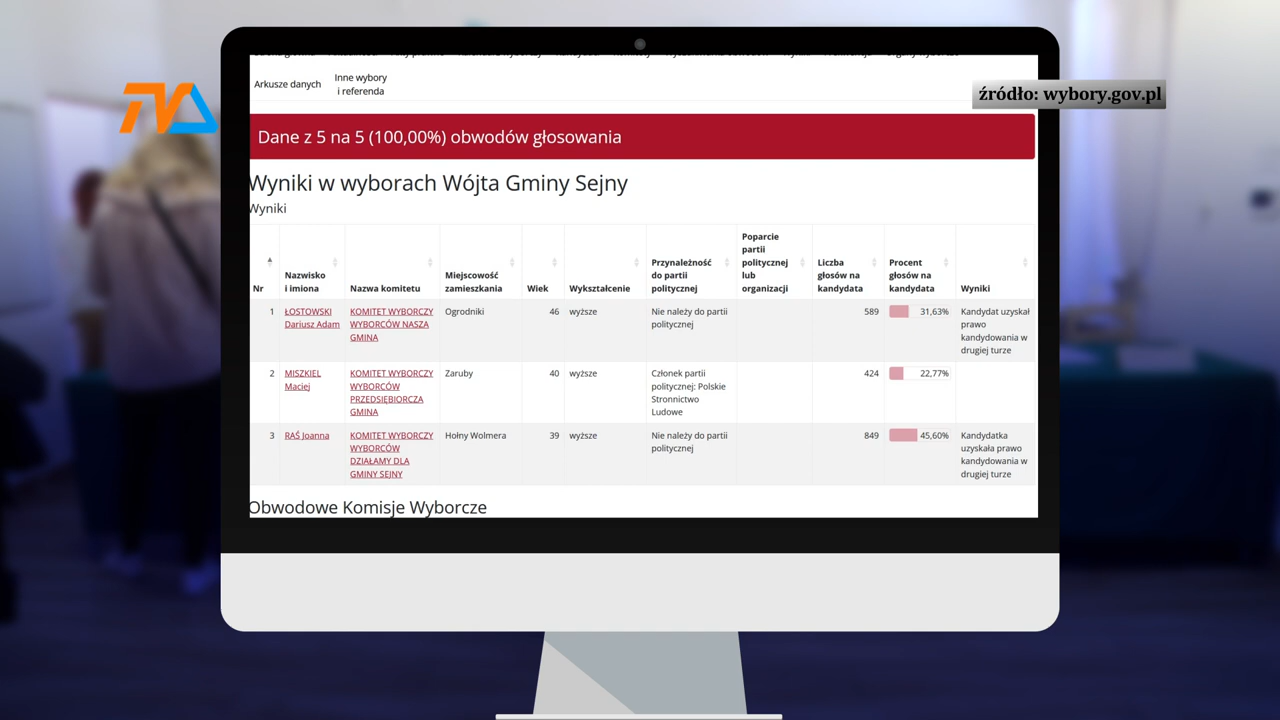 Arkusze danych
Inne wybory
i referenda
TVA
źródło: wybory.gov.pl
Dane z 5 na 5 (100,00%) obwodów głosowania
Wyniki w wyborach Wójta Gminy Sejny
Wyniki
Nr
Nazwisko
i imiona
Nazwa komitetu
Miejscowość
zamieszkania
Wiek
Wykształcenie
Przynależność
do partii
politycznej
Poparcie
partii
politycznej
lub
organizacji
Liczba
głosów na
kandydata
Procent
głosów na
kandydata
Wyniki
1
ŁOSTOWSKI
Dariusz Adam
KOMITET WYBORCZY
WYBORCÓW NASZA
GMINA
Ogrodniki
46
wyższe
Nie należy do partii
politycznej
589
31,63%
Kandydat uzyskał
prawo
kandydowania w
drugiej turze
2
MISZKIEL
Maciej
KOMITET WYBORCZY
WYBORCÓW
PRZEDSIĘBIORCZA
GMINA
Zaruby
40
wyższe
Członek partii
politycznej: Polskie
Stronnictwo
Ludowe
424
22,77%
3
RAŚ Joanna
KOMITET WYBORCZY
WYBORCÓW
DZIAŁAMY DLA
GMINY SEJNY
Hołny Wolmera
39
wyższe
Nie należy do partii
politycznej
849
45,60%
Kandydatka
uzyskała prawo
kandydowania w
drugiej turze
Obwodowe Komisje Wyborcze